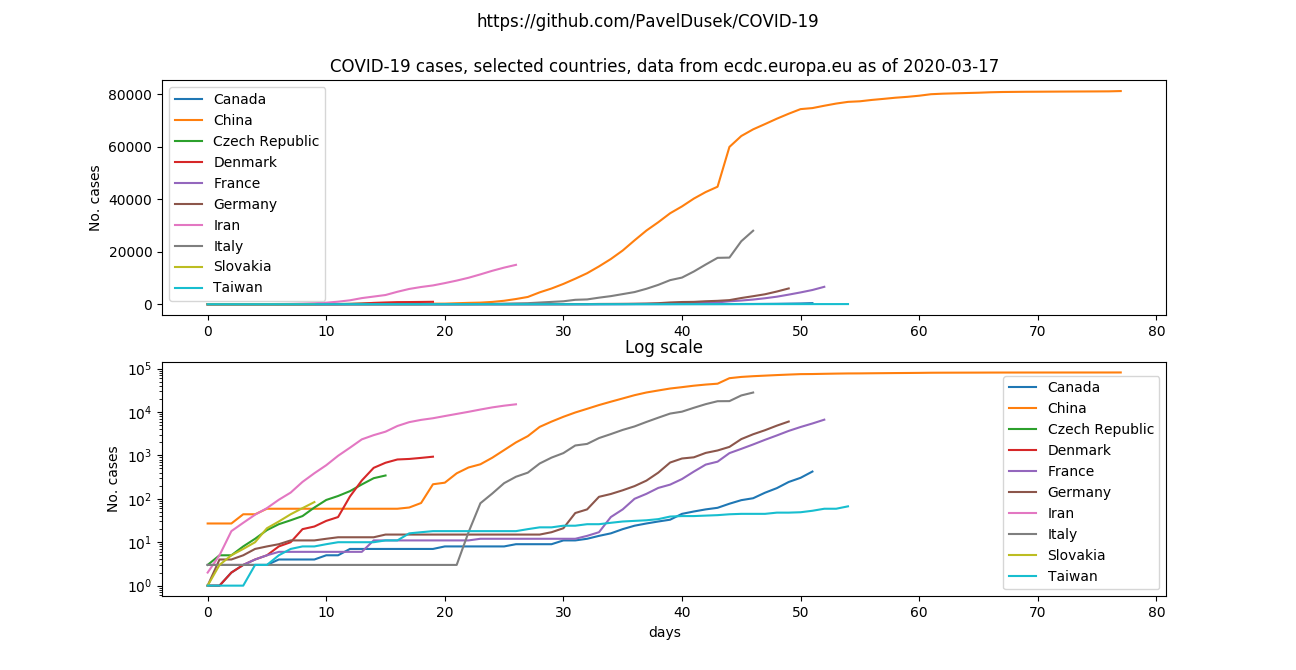 https://github.com/PavelDusek/COVID-19
COVID-19 cases, selected countries, data from ecdc.europa.eu as of 2020-03-17
No. cases
80000
60000
40000
20000
0
Canada
China
Czech Republic
Denmark
France
Germany
Iran
Italy
Slovakia
Taiwan
0 10 20 30 40 50 60 70 80
Log scale
No. cases
10^5
10^4
10^3
10^2
10^1
10^0
Canada
China
Czech Republic
Denmark
France
Germany
Iran
Italy
Slovakia
Taiwan
0 10 20 30 40 50 60 70 80
days